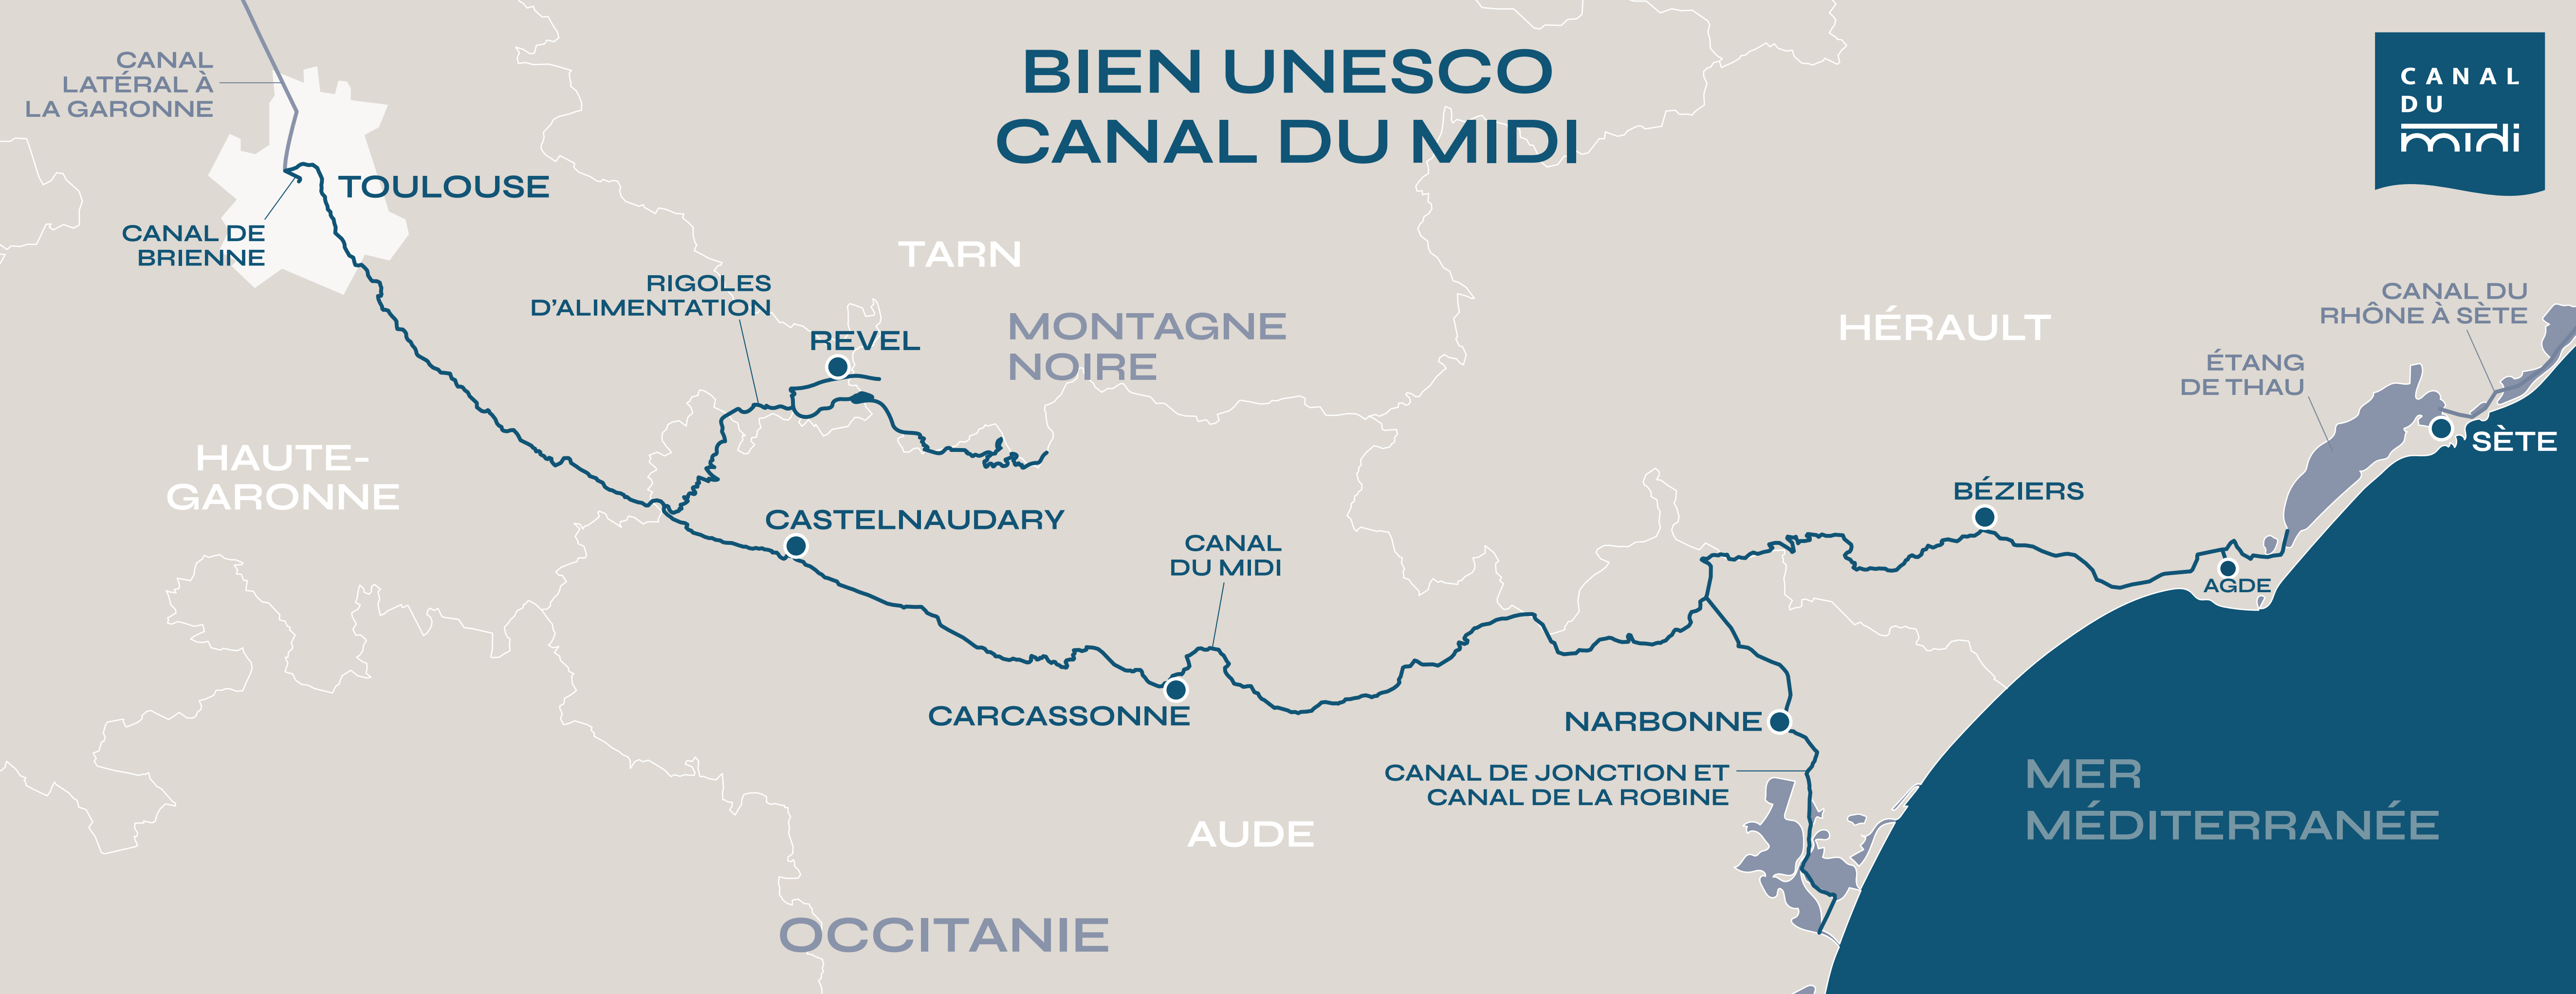 BIEN UNESCO
CANAL DU MIDI
CANAL
DU
midi
CANAL
LATÉRAL À
LA GARONNE
TOULOUSE
CANAL DE
BRIENNE
TARN
RIGOLES
D'ALIMENTATION
REVEL
MONTAGNE
NOIRE
HÉRAULT
CANAL DU
RHÔNE À SÈTE
ÉTANG
DE THAU
SÈTE
HAUTE-
GARONNE
CASTELNAUDARY
CANAL
DU MIDI
BÉZIERS
AGDE
CARCASSONNE
NARBONNE
CANAL DE JONCTION ET
CANAL DE LA ROBINE
MER
MÉDITERRANÉE
AUDE
OCCITANIE